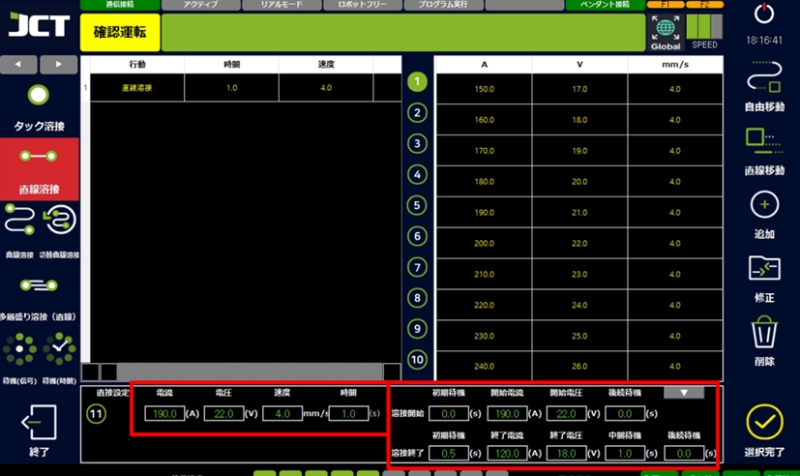 通信接続 アクティブ リアルモード ロボットフリー プログラム実行 ペンダント接続 F1 F2
JCT 確認運転 Global SPEED 18:16:41
行動 時間 速度 A V mm/s
1 直線溶接 1.0 4.0 1 150.0 17.0 4.0
2 160.0 18.0 4.0
3 170.0 19.0 4.0
4 180.0 20.0 4.0
5 190.0 21.0 4.0
6 200.0 22.0 4.0
7 210.0 23.0 4.0
8 220.0 24.0 4.0
9 230.0 25.0 4.0
10 240.0 26.0 4.0
タック溶接
直線溶接
曲線溶接 切替曲線溶接
多層盛り溶接（直線）
待機(信号) 待機(時間)
終了
自由移動
直線移動
追加
修正
削除
選択完了
直接設定 電流 電圧 速度 時間
11 190.0 (A) 22.0 (V) 4.0 mm/s 1.0 (s)
初期待機 開始電流 開始電圧 後続待機 ▼
溶接開始 0.0 (s) 190.0 (A) 22.0 (V) 0.0 (s)
初期待機 終了電流 終了電圧 中間待機 後続待機
溶接終了 0.5 (s) 120.0 (A) 18.0 (V) 1.0 (s) 0.0 (s)